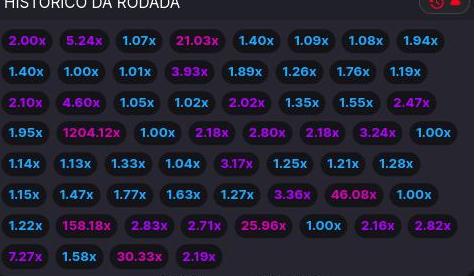 HISTÓRICO DA RODADA
2.00x 5.24x 1.07x 21.03x 1.40x 1.09x 1.08x 1.94x
1.40x 1.00x 1.01x 3.93x 1.89x 1.26x 1.76x 1.19x
2.10x 4.60x 1.05x 1.02x 2.02x 1.35x 1.55x 2.47x
1.95x 1204.12x 1.00x 2.18x 2.80x 2.18x 3.24x 1.00x
1.14x 1.13x 1.33x 1.04x 3.17x 1.25x 1.21x 1.28x
1.15x 1.47x 1.77x 1.63x 1.27x 3.36x 46.08x 1.00x
1.22x 158.18x 2.83x 2.71x 25.96x 1.00x 2.16x 2.82x
7.27x 1.58x 30.33x 2.19x